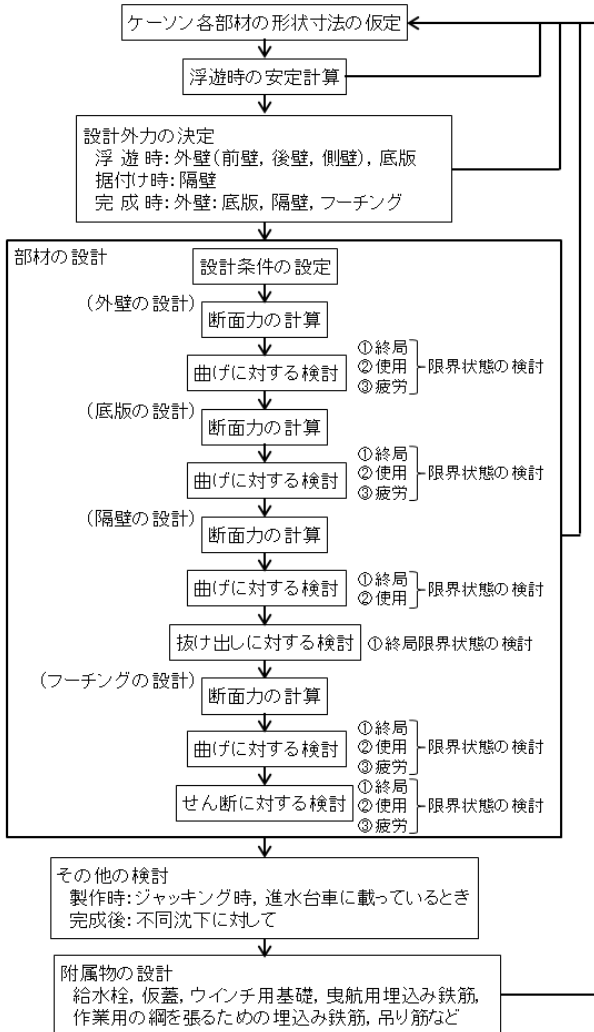 ケーソン各部材の形状寸法の仮定
浮遊時の安定計算
設計外力の決定
浮 遊 時:外壁(前壁, 後壁, 側壁), 底版
据付け時:隔壁
完 成 時:外壁:底版, 隔壁, フーチング
部材の設計
設計条件の設定
(外壁の設計)
断面力の計算
曲げに対する検討
①終局
②使用
③疲労
限界状態の検討
(底版の設計)
断面力の計算
曲げに対する検討
①終局
②使用
③疲労
限界状態の検討
(隔壁の設計)
断面力の計算
曲げに対する検討
①終局
②使用
限界状態の検討
抜け出しに対する検討
①終局限界状態の検討
(フーチングの設計)
断面力の計算
曲げに対する検討
①終局
②使用
③疲労
限界状態の検討
せん断に対する検討
①終局
②使用
③疲労
限界状態の検討
その他の検討
製作時:ジャッキング時, 進水台車に載っているとき
完成後:不同沈下に対して
附属物の設計
給水栓, 仮蓋, ウインチ用基礎, 曳航用埋込み鉄筋,
作業用の綱を張るための埋込み鉄筋, 吊り筋など